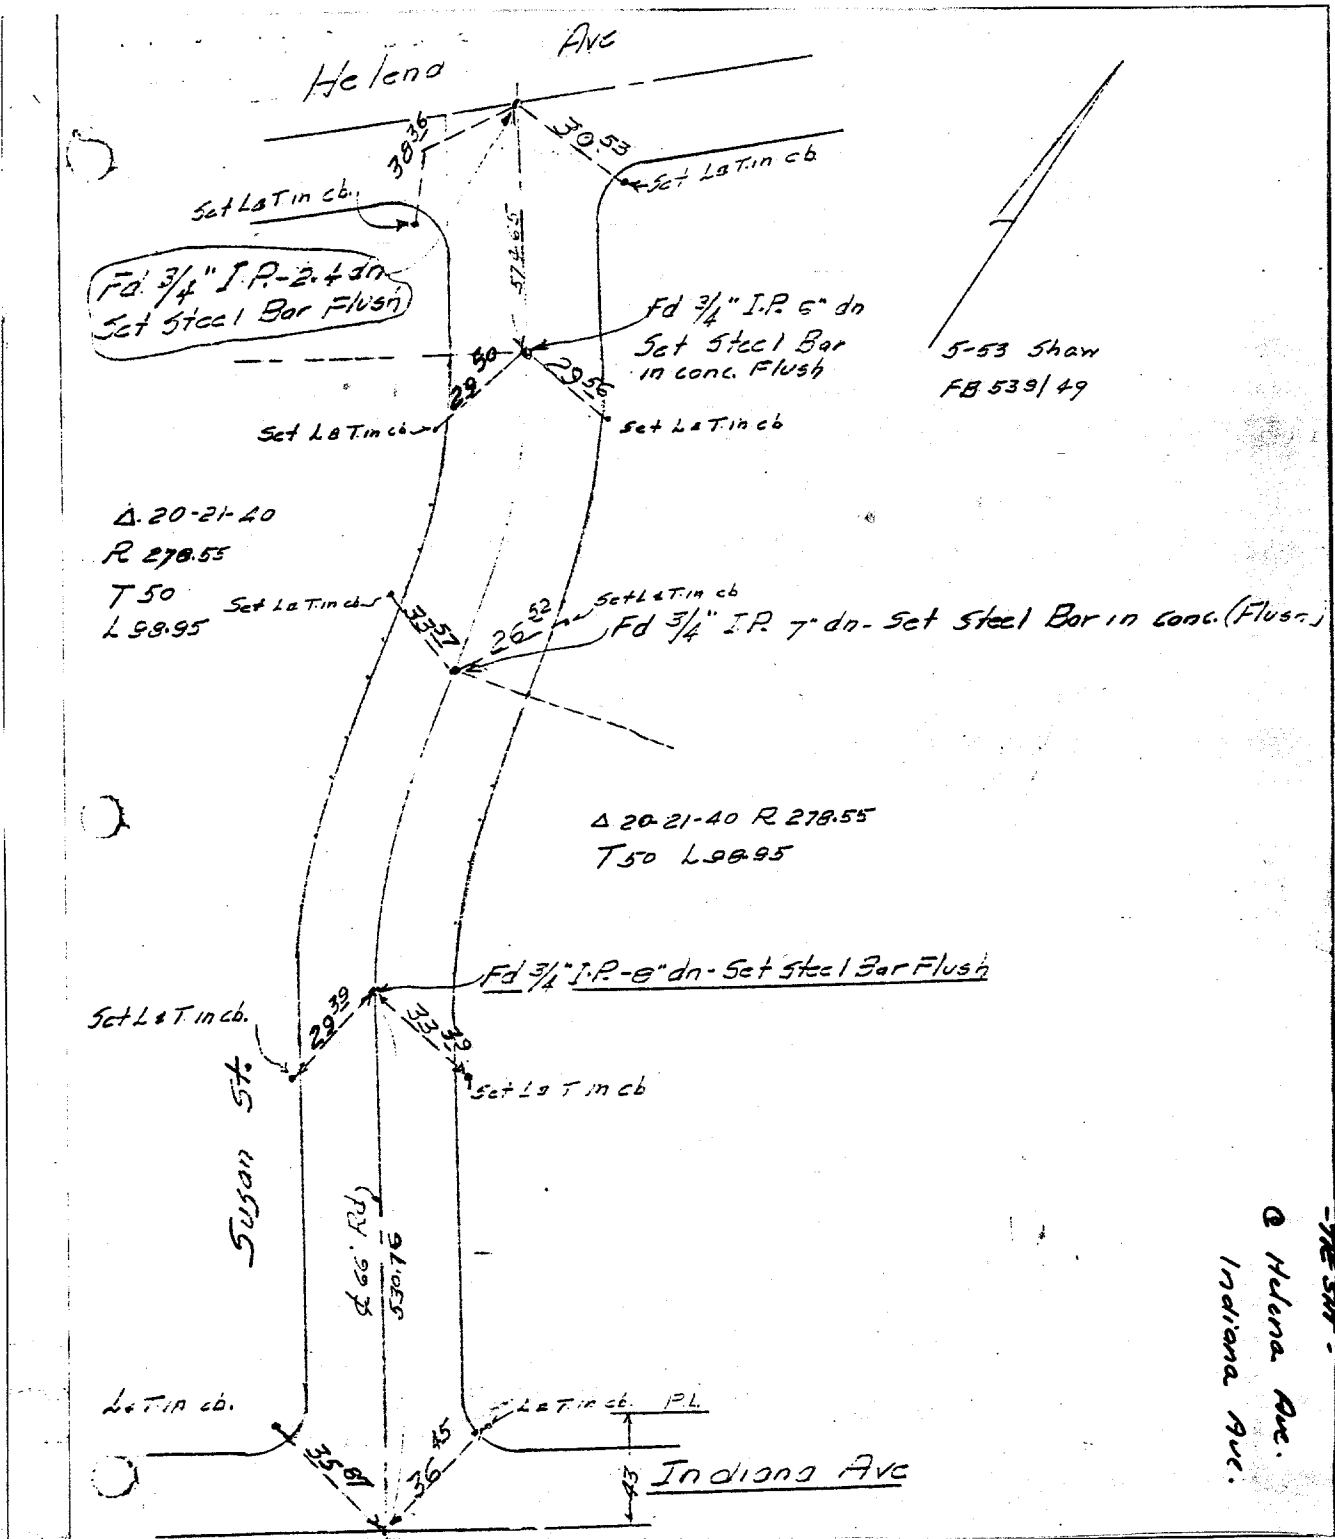 Helena Ave
38 36
30.53
Set L&T in cb.
Set L&T in cb
574.65
Fd 3/4" I.P.-2.4 dn
Set Steel Bar Flush
Fd 3/4" I.P. 6" dn
Set Steel Bar
in conc. Flush
5-53 Shaw
FB 539/49
29 50
29 56
Set L&T in cb
Set L&T in cb
Δ. 20-21-40
R 278.55
T 50
L 98.95
Set L&T in cb
33 57
26 52
Set L&T in cb
Fd 3/4" I.P. 7" dn - Set Steel Bar in conc. (Flush)
Δ 20-21-40 R 278.55
T 50 L 98.95
Fd 3/4" I.P.-8" dn - Set Steel Bar Flush
Set L&T in cb.
29 39
33 39
Set L&T in cb
Susan St.
530.76
L&T in cb.
L&T in cb. P.L.
35 87
36 45
43
Indiana Ave
@ Helena Ave.
Indiana Ave.